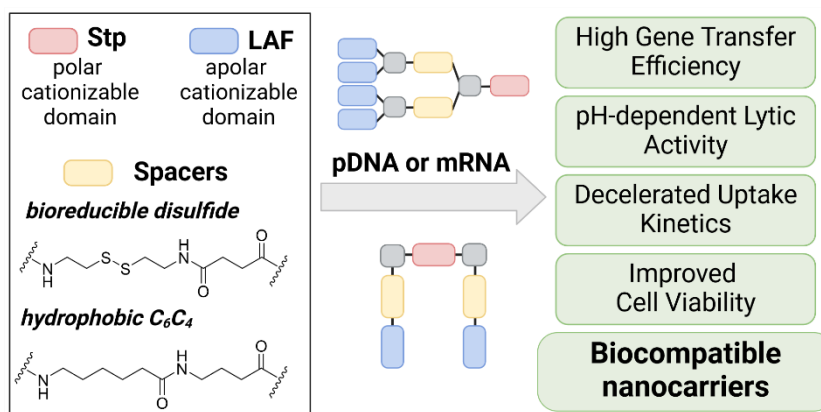 Stp
polar
cationizable
domain
LAF
apolar
cationizable
domain
Spacers
bioreducible disulfide
N
H
S
S
H
N
O
O
hydrophobic C₆C₄
N
H
O
H
N
O
pDNA or mRNA
High Gene Transfer
Efficiency
pH-dependent Lytic
Activity
Decelerated Uptake
Kinetics
Improved
Cell Viability
Biocompatible
nanocarriers